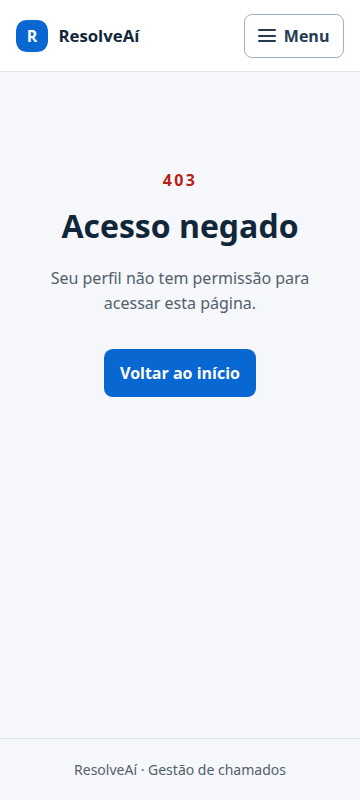 R ResolveAí Menu
403
Acesso negado
Seu perfil não tem permissão para
acessar esta página.
Voltar ao início
ResolveAí · Gestão de chamados